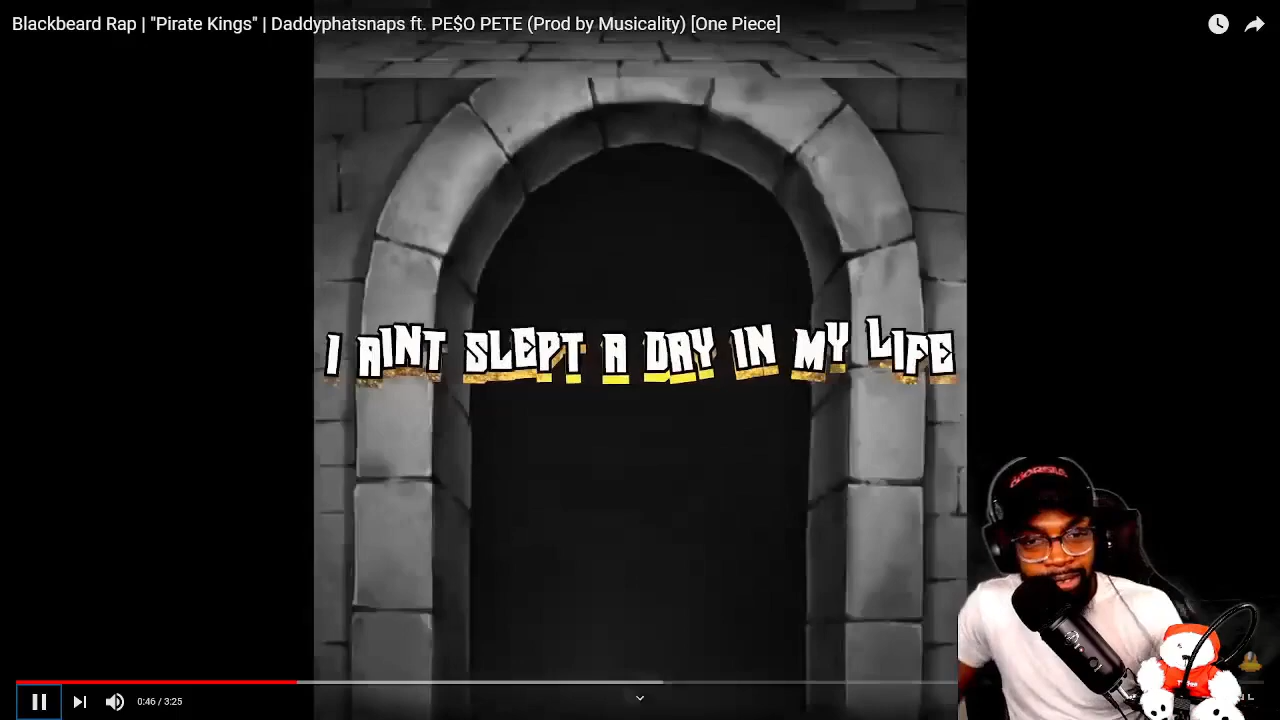 Blackbeard Rap | "Pirate Kings" | Daddyphatsnaps ft. PE$O PETE (Prod by Musicality) [One Piece]
I AINT SLEPT A DAY IN MY LIFE
0:46 / 3:25